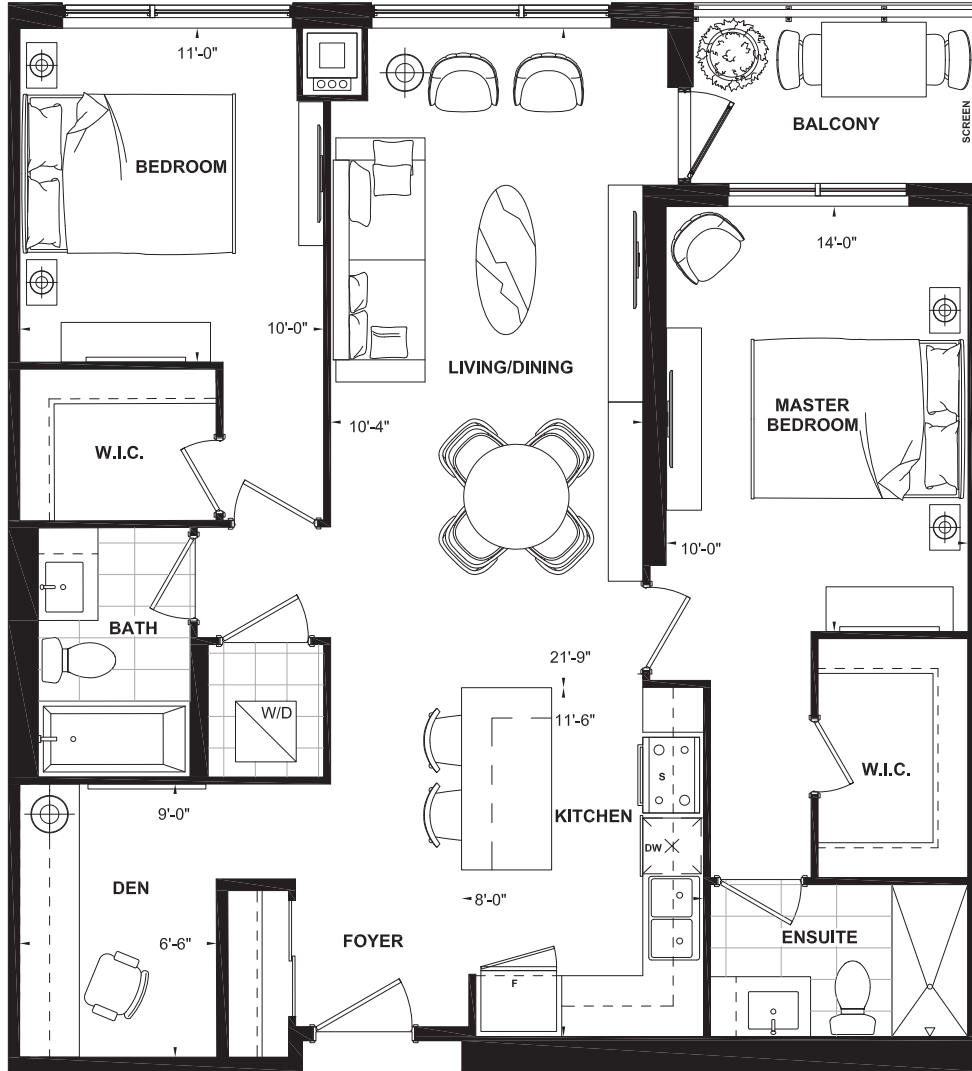 11'-0"
BEDROOM
10'-0"
W.I.C.
BATH
W/D
9'-0"
DEN
6'-6"
FOYER
LIVING/DINING
10'-4"
21'-9"
11'-6"
KITCHEN
S
DW
8'-0"
F
BALCONY
SCREEN
14'-0"
MASTER
BEDROOM
10'-0"
W.I.C.
ENSUITE